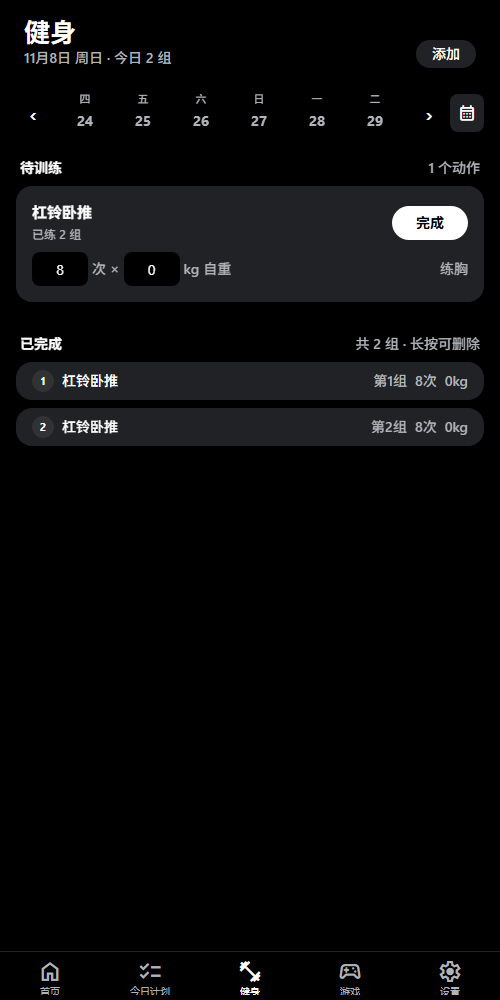 健身
11月8日 周日 · 今日 2 组
添加
‹ 四 五 六 日 一 二 ›
24 25 26 27 28 29
待训练 1 个动作
杠铃卧推
已练 2 组
完成
8 次 × 0 kg 自重 练胸
已完成 共 2 组 · 长按可删除
1 杠铃卧推 第1组 8次 0kg
2 杠铃卧推 第2组 8次 0kg
首页 今日计划 健身 游戏 设置